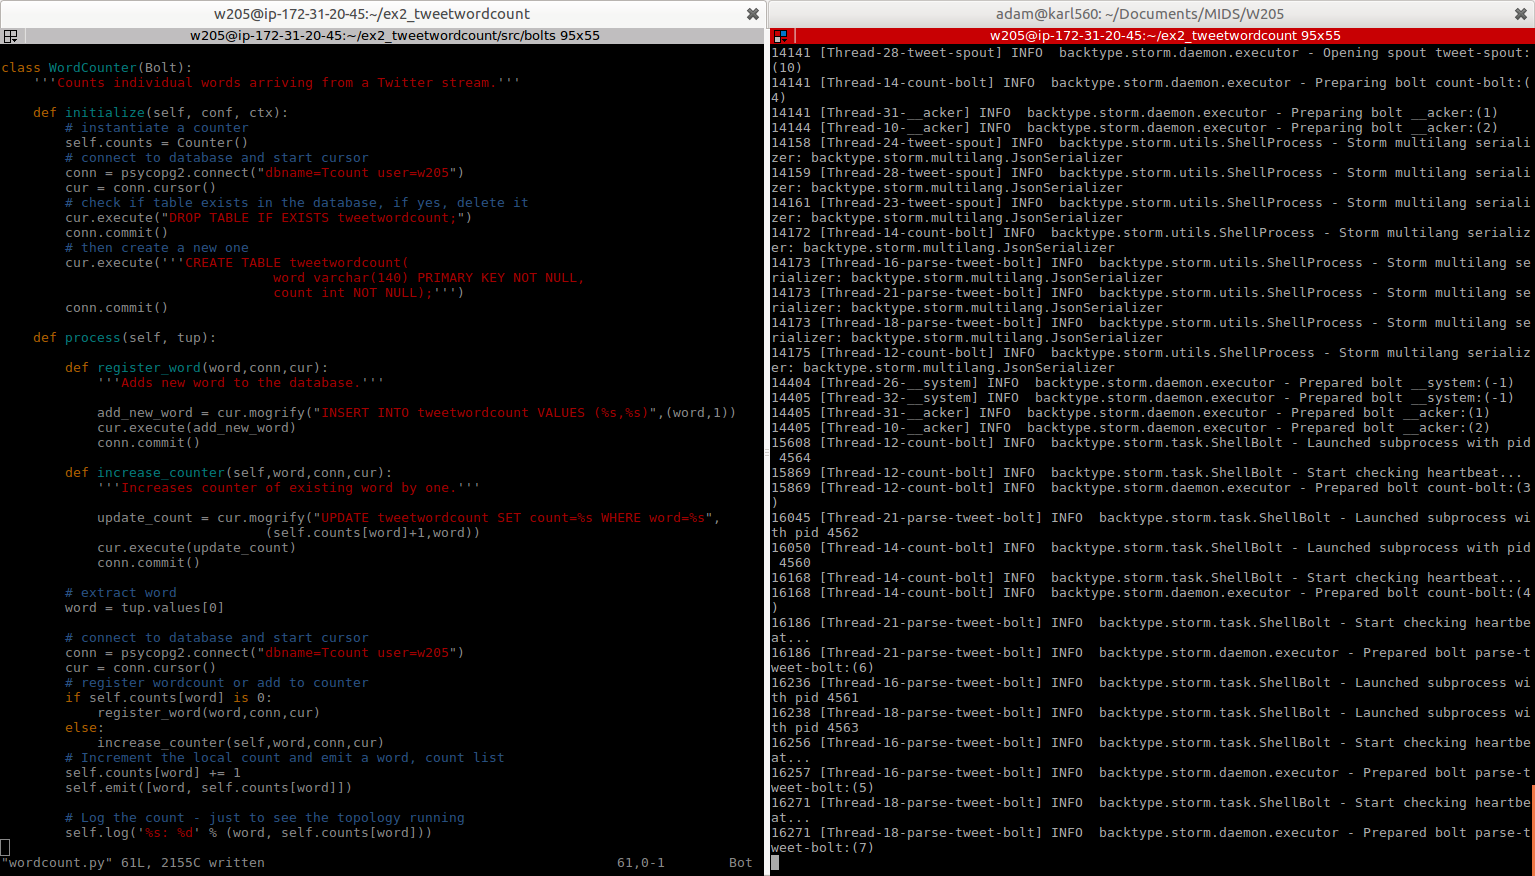 w205@ip-172-31-20-45:~/ex2_tweetwordcount
w205@ip-172-31-20-45:~/ex2_tweetwordcount/src/bolts 95x55
class WordCounter(Bolt):
    '''Counts individual words arriving from a Twitter stream.'''
    def initialize(self, conf, ctx):
        # instantiate a counter
        self.counts = Counter()
        # connect to database and start cursor
        conn = psycopg2.connect("dbname=Tcount user=w205")
        cur = conn.cursor()
        # check if table exists in the database, if yes, delete it
        cur.execute("DROP TABLE IF EXISTS tweetwordcount;")
        conn.commit()
        # then create a new one
        cur.execute('''CREATE TABLE tweetwordcount(
                                  word varchar(140) PRIMARY KEY NOT NULL,
                                  count int NOT NULL);''')
        conn.commit()
    def process(self, tup):
        def register_word(word,conn,cur):
            '''Adds new word to the database.'''
            add_new_word = cur.mogrify("INSERT INTO tweetwordcount VALUES (%s,%s)",(word,1))
            cur.execute(add_new_word)
            conn.commit()
        def increase_counter(self,word,conn,cur):
            '''Increases counter of existing word by one.'''
            update_count = cur.mogrify("UPDATE tweetwordcount SET count=%s WHERE word=%s",
                                 (self.counts[word]+1,word))
            cur.execute(update_count)
            conn.commit()
        # extract word
        word = tup.values[0]
        # connect to database and start cursor
        conn = psycopg2.connect("dbname=Tcount user=w205")
        cur = conn.cursor()
        # register wordcount or add to counter
        if self.counts[word] is 0:
            register_word(word,conn,cur)
        else:
            increase_counter(self,word,conn,cur)
        # Increment the local count and emit a word, count list
        self.counts[word] += 1
        self.emit([word, self.counts[word]])
        # Log the count - just to see the topology running
        self.log('%s: %d' % (word, self.counts[word]))
"wordcount.py" 61L, 2155C written                                            61,0-1        Bot
adam@karl560: ~/Documents/MIDS/W205
w205@ip-172-31-20-45:~/ex2_tweetwordcount 95x55
14141 [Thread-28-tweet-spout] INFO  backtype.storm.daemon.executor - Opening spout tweet-spout:
(10)
14141 [Thread-14-count-bolt] INFO  backtype.storm.daemon.executor - Preparing bolt count-bolt:(
4)
14141 [Thread-31-__acker] INFO  backtype.storm.daemon.executor - Preparing bolt __acker:(1)
14144 [Thread-10-__acker] INFO  backtype.storm.daemon.executor - Preparing bolt __acker:(2)
14158 [Thread-24-tweet-spout] INFO  backtype.storm.utils.ShellProcess - Storm multilang seriali
zer: backtype.storm.multilang.JsonSerializer
14159 [Thread-28-tweet-spout] INFO  backtype.storm.utils.ShellProcess - Storm multilang seriali
zer: backtype.storm.multilang.JsonSerializer
14161 [Thread-23-tweet-spout] INFO  backtype.storm.utils.ShellProcess - Storm multilang seriali
zer: backtype.storm.multilang.JsonSerializer
14172 [Thread-14-count-bolt] INFO  backtype.storm.utils.ShellProcess - Storm multilang serializ
er: backtype.storm.multilang.JsonSerializer
14173 [Thread-16-parse-tweet-bolt] INFO  backtype.storm.utils.ShellProcess - Storm multilang se
rializer: backtype.storm.multilang.JsonSerializer
14173 [Thread-21-parse-tweet-bolt] INFO  backtype.storm.utils.ShellProcess - Storm multilang se
rializer: backtype.storm.multilang.JsonSerializer
14173 [Thread-18-parse-tweet-bolt] INFO  backtype.storm.utils.ShellProcess - Storm multilang se
rializer: backtype.storm.multilang.JsonSerializer
14175 [Thread-12-count-bolt] INFO  backtype.storm.utils.ShellProcess - Storm multilang serializ
er: backtype.storm.multilang.JsonSerializer
14404 [Thread-26-__system] INFO  backtype.storm.daemon.executor - Prepared bolt __system:(-1)
14405 [Thread-32-__system] INFO  backtype.storm.daemon.executor - Prepared bolt __system:(-1)
14405 [Thread-31-__acker] INFO  backtype.storm.daemon.executor - Prepared bolt __acker:(1)
14405 [Thread-10-__acker] INFO  backtype.storm.daemon.executor - Prepared bolt __acker:(2)
15608 [Thread-12-count-bolt] INFO  backtype.storm.task.ShellBolt - Launched subprocess with pid
 4564
15869 [Thread-12-count-bolt] INFO  backtype.storm.task.ShellBolt - Start checking heartbeat...
15869 [Thread-12-count-bolt] INFO  backtype.storm.daemon.executor - Prepared bolt count-bolt:(3
)
16045 [Thread-21-parse-tweet-bolt] INFO  backtype.storm.task.ShellBolt - Launched subprocess wi
th pid 4562
16050 [Thread-14-count-bolt] INFO  backtype.storm.task.ShellBolt - Launched subprocess with pid
 4560
16168 [Thread-14-count-bolt] INFO  backtype.storm.task.ShellBolt - Start checking heartbeat...
16168 [Thread-14-count-bolt] INFO  backtype.storm.daemon.executor - Prepared bolt count-bolt:(4
)
16186 [Thread-21-parse-tweet-bolt] INFO  backtype.storm.task.ShellBolt - Start checking heartbe
at...
16186 [Thread-21-parse-tweet-bolt] INFO  backtype.storm.daemon.executor - Prepared bolt parse-t
weet-bolt:(6)
16236 [Thread-16-parse-tweet-bolt] INFO  backtype.storm.task.ShellBolt - Launched subprocess wi
th pid 4561
16238 [Thread-18-parse-tweet-bolt] INFO  backtype.storm.task.ShellBolt - Launched subprocess wi
th pid 4563
16256 [Thread-16-parse-tweet-bolt] INFO  backtype.storm.task.ShellBolt - Start checking heartbe
at...
16257 [Thread-16-parse-tweet-bolt] INFO  backtype.storm.daemon.executor - Prepared bolt parse-t
weet-bolt:(5)
16271 [Thread-18-parse-tweet-bolt] INFO  backtype.storm.task.ShellBolt - Start checking heartbe
at...
16271 [Thread-18-parse-tweet-bolt] INFO  backtype.storm.daemon.executor - Prepared bolt parse-t
weet-bolt:(7)